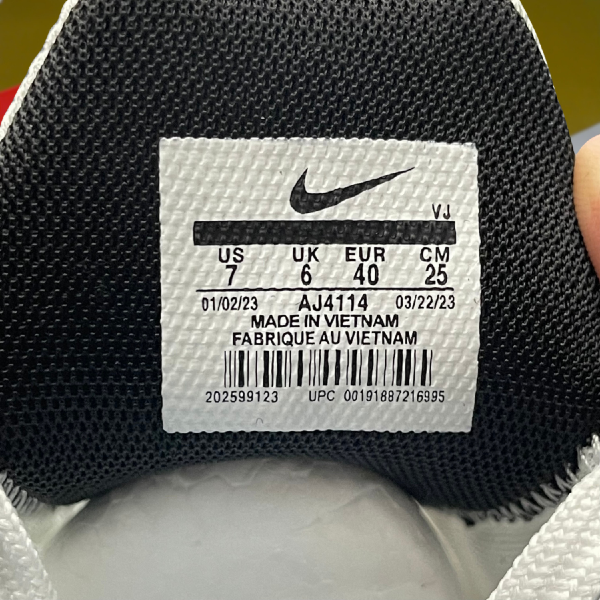 VJ
US UK EUR CM
7 6 40 25
01/02/23 AJ4114 03/22/23
MADE IN VIETNAM
FABRIQUE AU VIETNAM
202599123 UPC 00191887216995